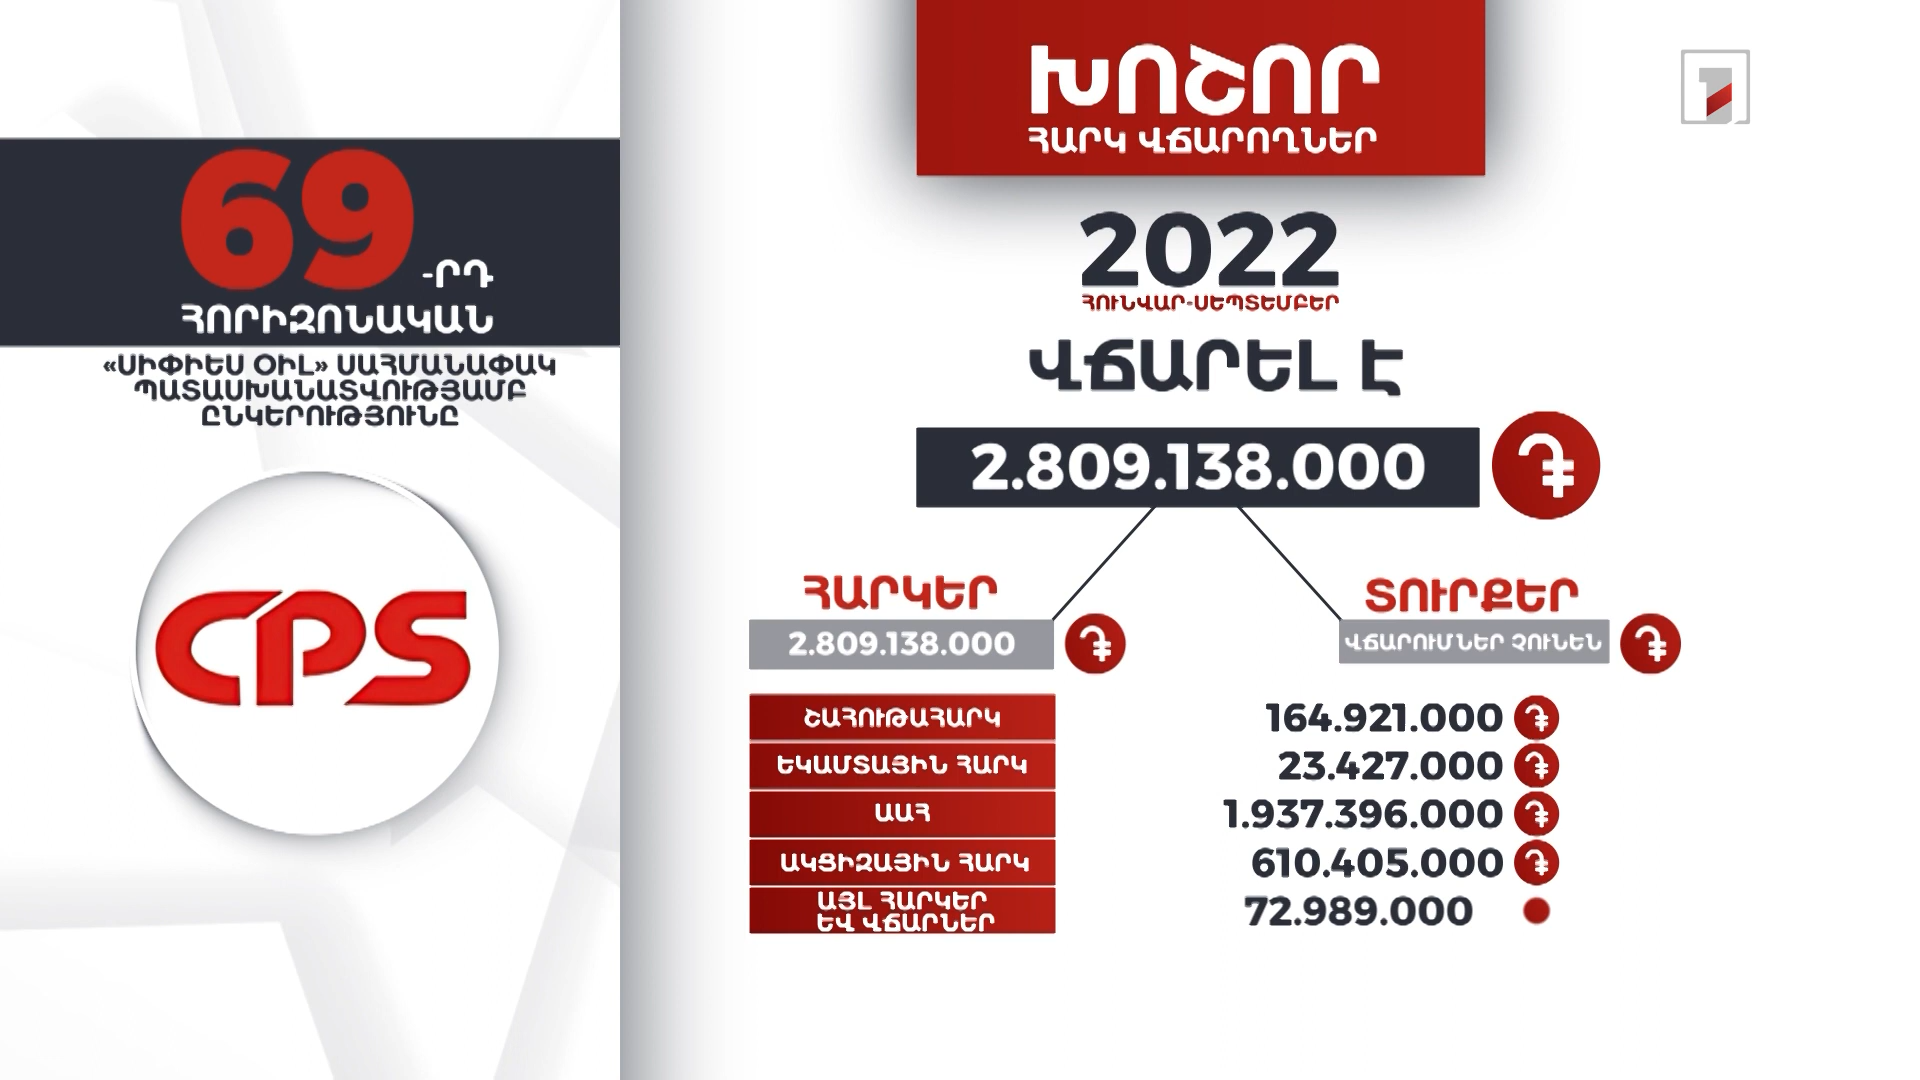 69
-ՐԴ
ՀՈՐԻԶՈՆԱԿԱՆ
«ՍԻՓԻԵՍ ՕԻԼ» ՍԱՀՄԱՆԱՓԱԿ
ՊԱՏԱՍԽԱՆԱՏՎՈՒԹՅԱՄԲ
ԸՆԿԵՐՈՒԹՅՈՒՆԸ
CPS
ԽՈՇՈՐ
ՀԱՐԿ ՎՃԱՐՈՂՆԵՐ
1
2022
ՀՈՒՆՎԱՐ-ՍԵՊՏԵՄԲԵՐ
ՎՃԱՐԵԼ Է
2.809.138.000 ֏
ՀԱՐԿԵՐ
2.809.138.000 ֏
ՏՈՒՐՔԵՐ
ՎՃԱՐՈՒՄՆԵՐ ՉՈՒՆԵՆ ֏
ՇԱՀՈՒԹԱՀԱՐԿ 164.921.000 ֏
ԵԿԱՄՏԱՅԻՆ ՀԱՐԿ 23.427.000 ֏
ԱԱՀ 1.937.396.000 ֏
ԱԿՑԻԶԱՅԻՆ ՀԱՐԿ 610.405.000 ֏
ԱՅԼ ՀԱՐԿԵՐ
ԵՎ ՎՃԱՐՆԵՐ 72.989.000